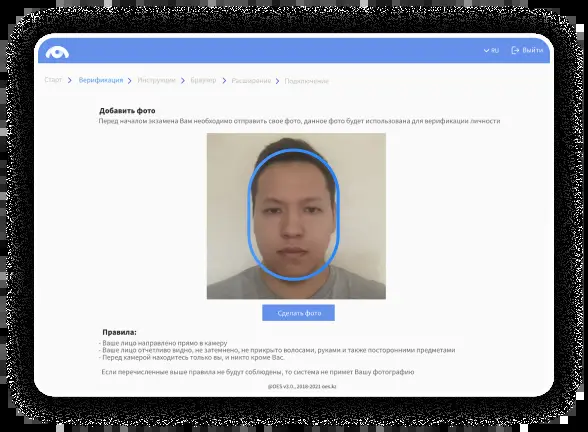 RU
Выйти
Старт > Верификация > Инструкции > Браузер > Расширение > Подключение
Добавить фото
Перед началом экзамена Вам необходимо отправить свое фото, данное фото будет использована для верификации личности
Сделать фото
Правила:
- Ваше лицо направлено прямо в камеру
- Ваше лицо отчетливо видно, не затемнено, не прикрыто волосами, руками и также посторонними предметами
- Перед камерой находитесь только вы, и никто кроме Вас.
Если перечисленные выше правила не будут соблюдены, то система не примет Вашу фотографию
@OES v3.0., 2018-2021 oes.kz